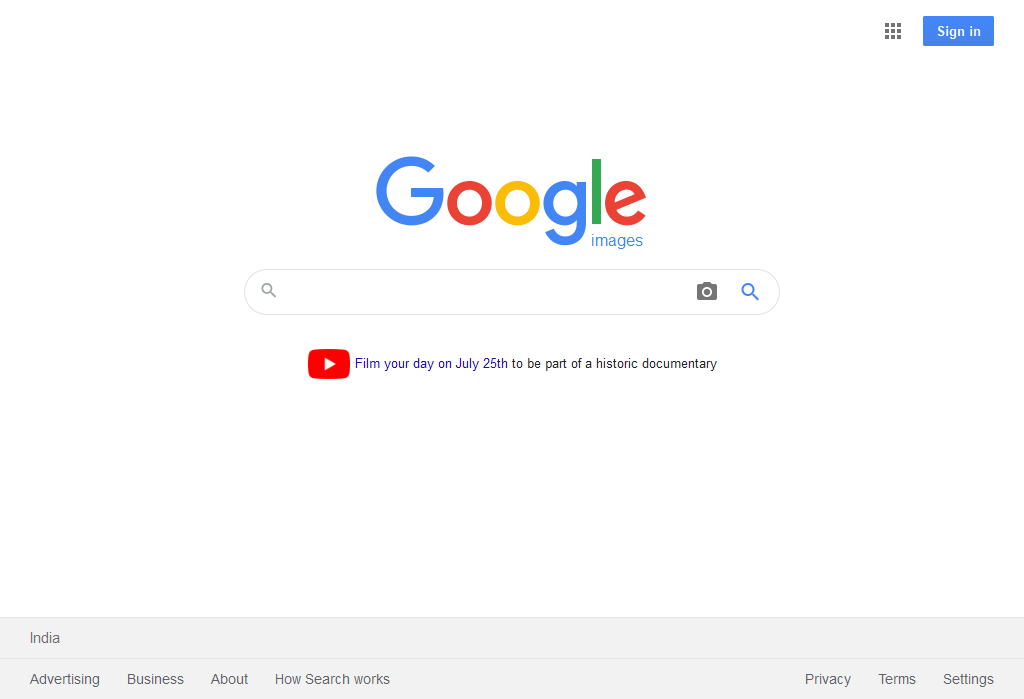 Sign in
Google
images
Film your day on July 25th to be part of a historic documentary
India
Advertising Business About How Search works Privacy Terms Settings